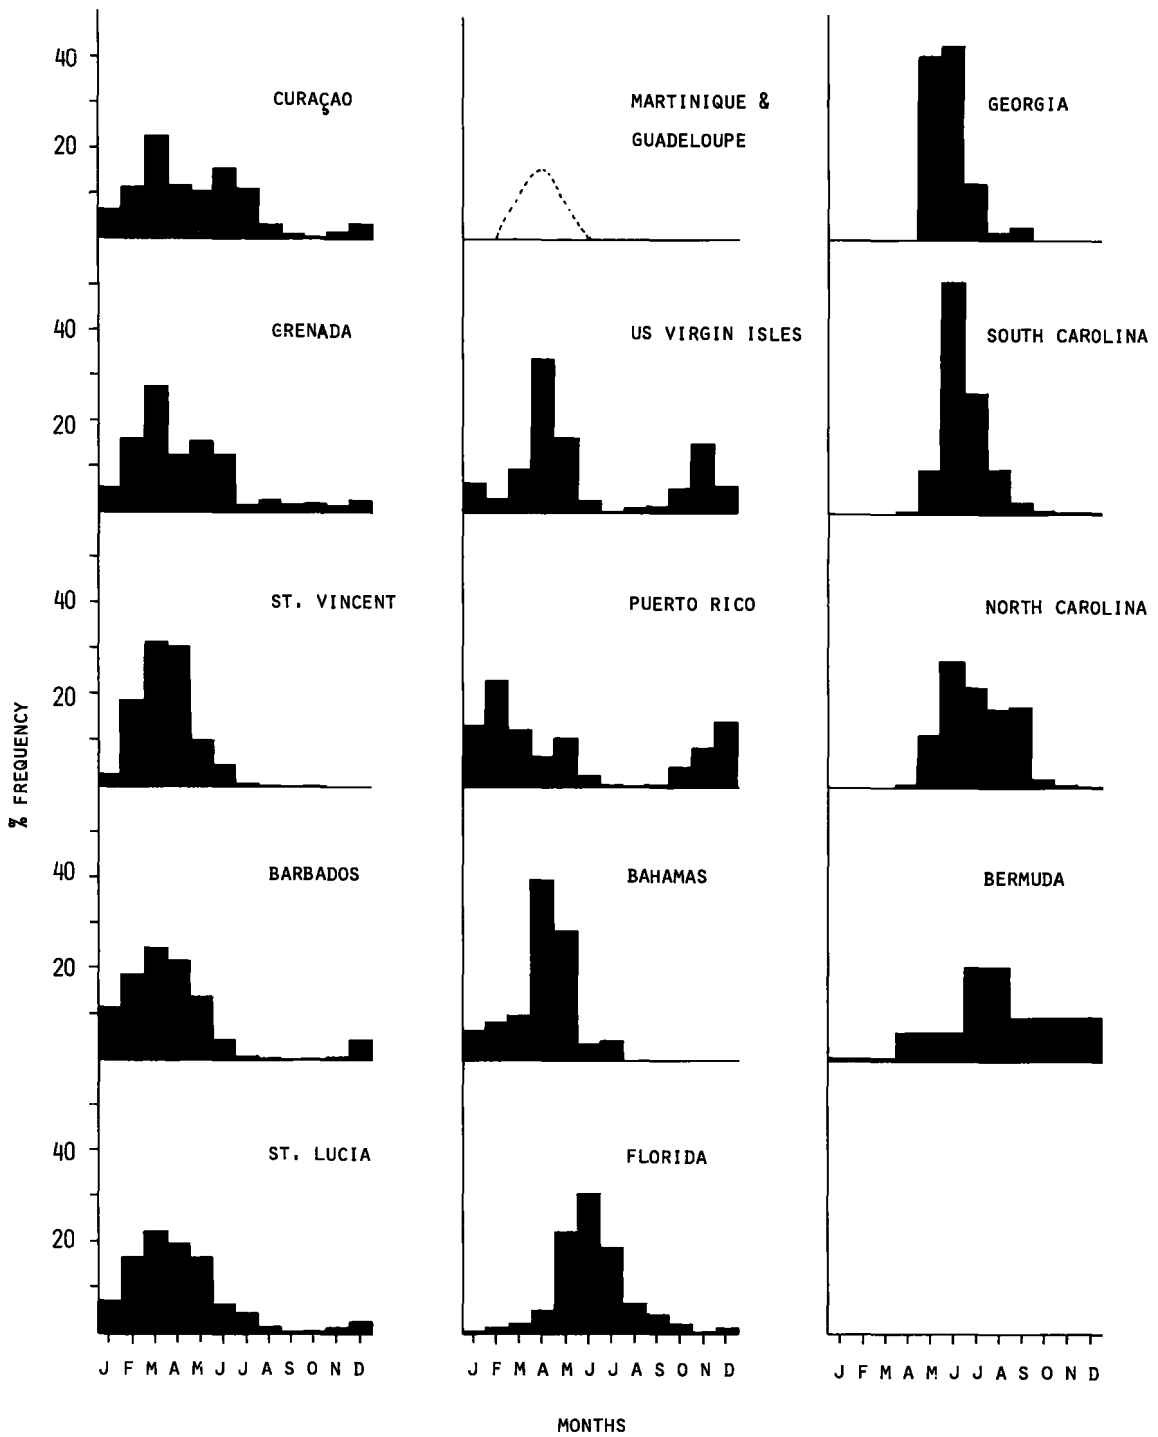 40
20
CURAÇAO
MARTINIQUE &
GUADELOUPE
GEORGIA
40
20
GRENADA
US VIRGIN ISLES
SOUTH CAROLINA
40
20
ST. VINCENT
PUERTO RICO
NORTH CAROLINA
% FREQUENCY
40
20
BARBADOS
BAHAMAS
BERMUDA
40
20
ST. LUCIA
FLORIDA
J F M A M J J A S O N D
J F M A M J J A S O N D
J F M A M J J A S O N D
MONTHS